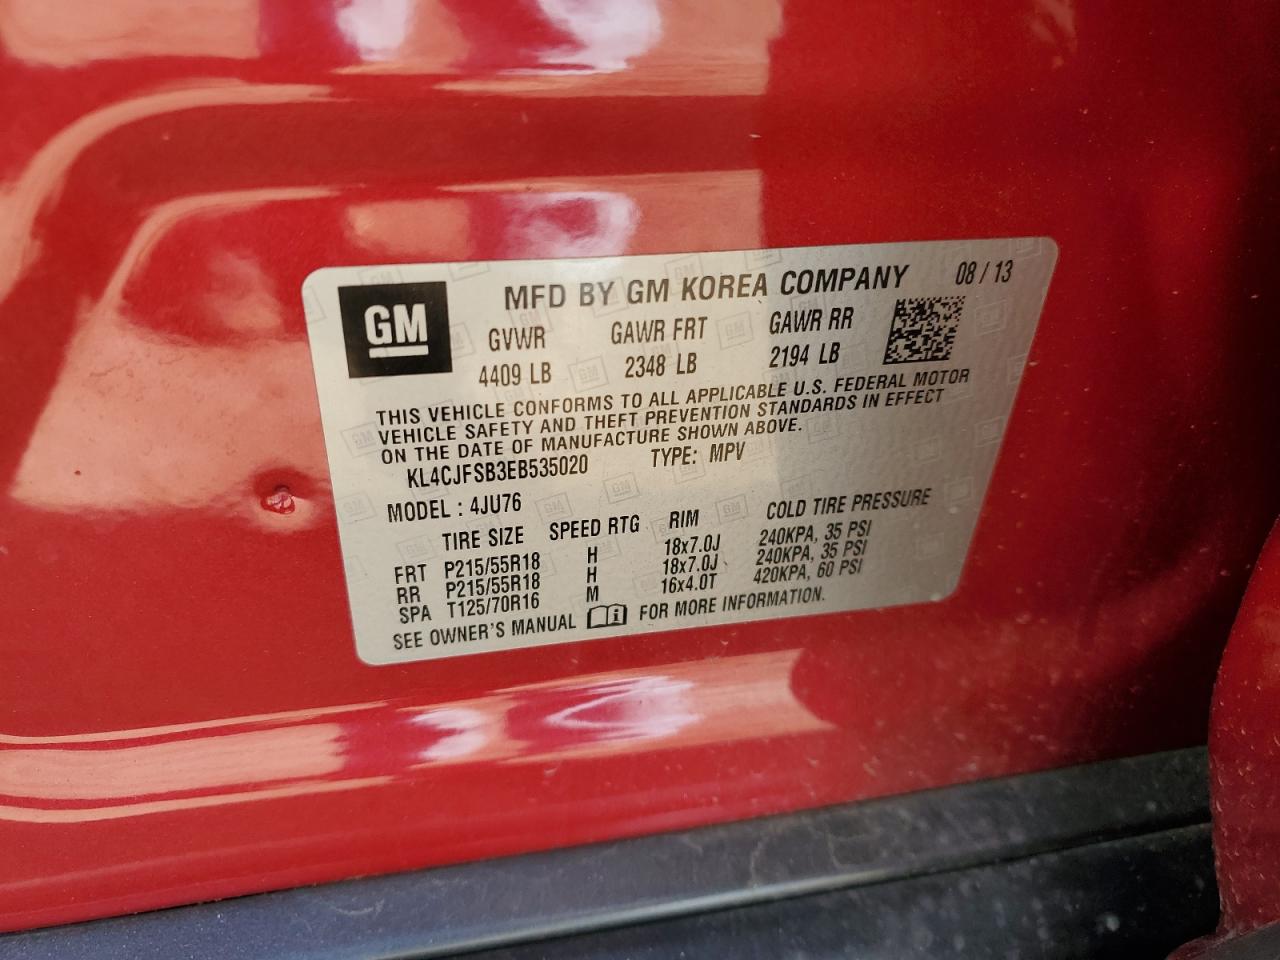 GM
MFD BY GM KOREA COMPANY 08 / 13
GVWR GAWR FRT GAWR RR
4409 LB 2348 LB 2194 LB
THIS VEHICLE CONFORMS TO ALL APPLICABLE U.S. FEDERAL MOTOR
VEHICLE SAFETY AND THEFT PREVENTION STANDARDS IN EFFECT
ON THE DATE OF MANUFACTURE SHOWN ABOVE.
KL4CJFSB3EB535020 TYPE: MPV
MODEL : 4JU76
TIRE SIZE SPEED RTG RIM COLD TIRE PRESSURE
FRT P215/55R18 H 18x7.0J 240KPA, 35 PSI
RR P215/55R18 H 18x7.0J 240KPA, 35 PSI
SPA T125/70R16 M 16x4.0T 420KPA, 60 PSI
SEE OWNER'S MANUAL FOR MORE INFORMATION.